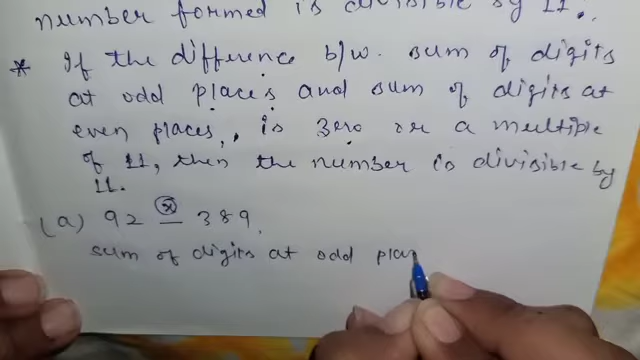 number formed is divisible by 11.
* If the difference b/w. sum of digits
at odd places and sum of digits at
even places, is zero or a multiple
of 11, then the number is divisible by
11.
(a) 92 _ 389.
sum of digits at odd pla